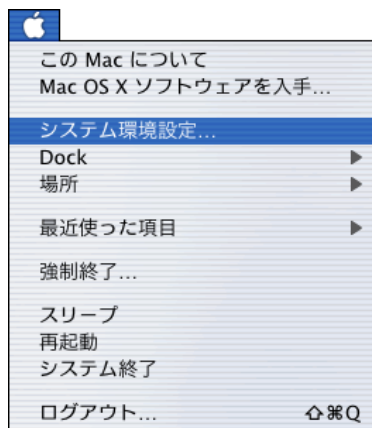 この Mac について
Mac OS X ソフトウェアを入手...
システム環境設定...
Dock
場所
最近使った項目
強制終了...
スリープ
再起動
システム終了
ログアウト... ⇧⌘Q